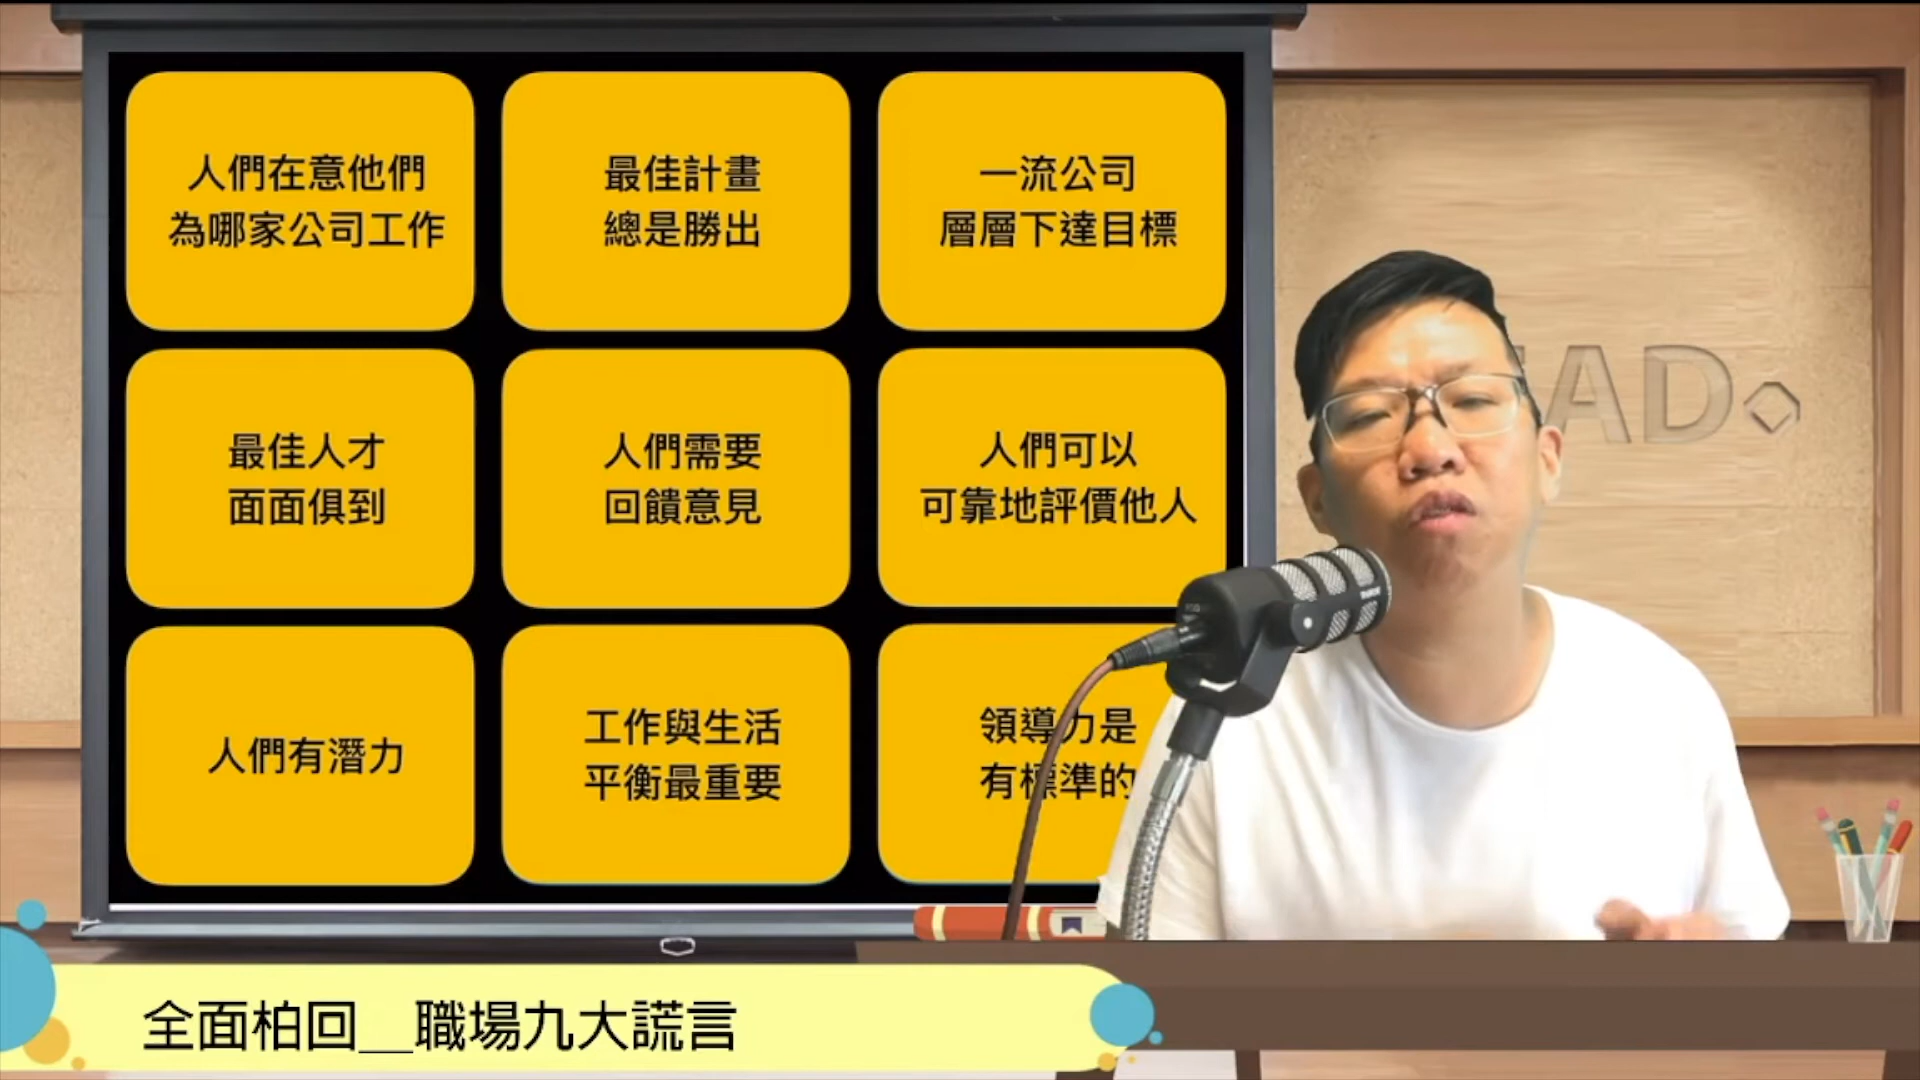 人們在意他們
為哪家公司工作
最佳計畫
總是勝出
一流公司
層層下達目標
最佳人才
面面俱到
人們需要
回饋意見
人們可以
可靠地評價他人
人們有潛力
工作與生活
平衡最重要
領導力是
有標準的
EAD
全面柏回__職場九大謊言